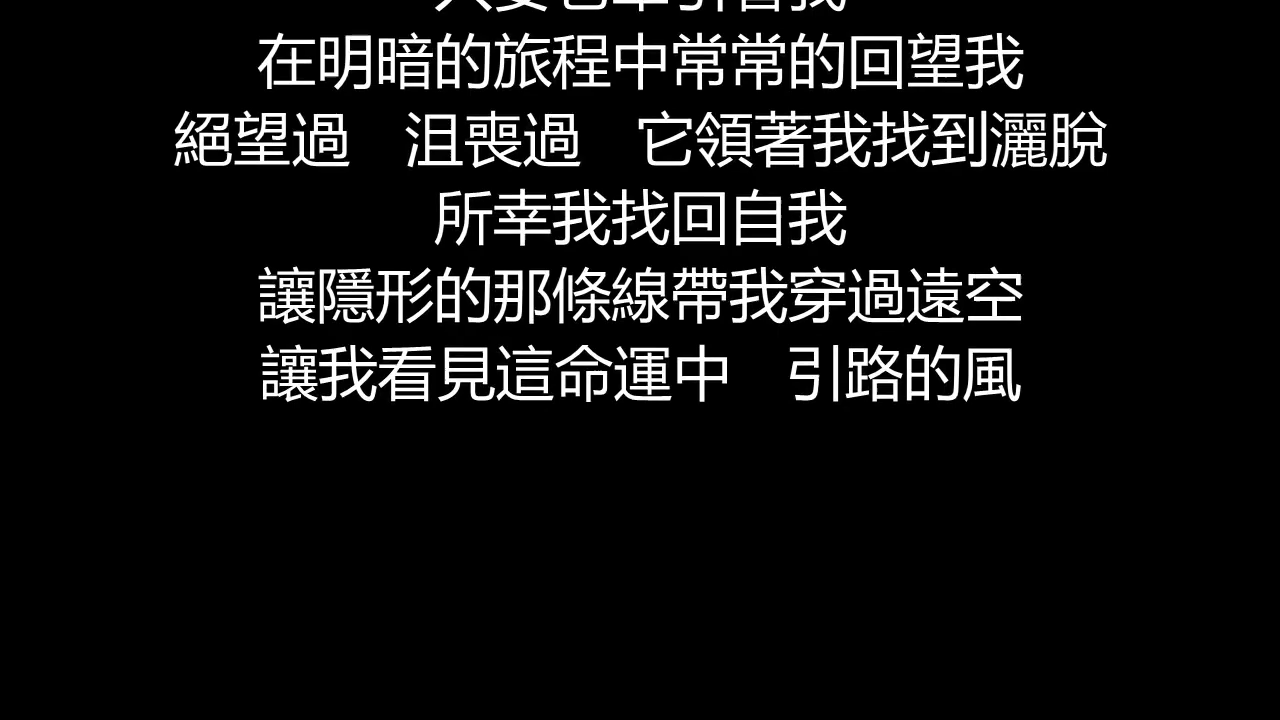 在明暗的旅程中常常的回望我
絕望過　沮喪過　它領著我找到灑脫
所幸我找回自我
讓隱形的那條線帶我穿過遠空
讓我看見這命運中　引路的風